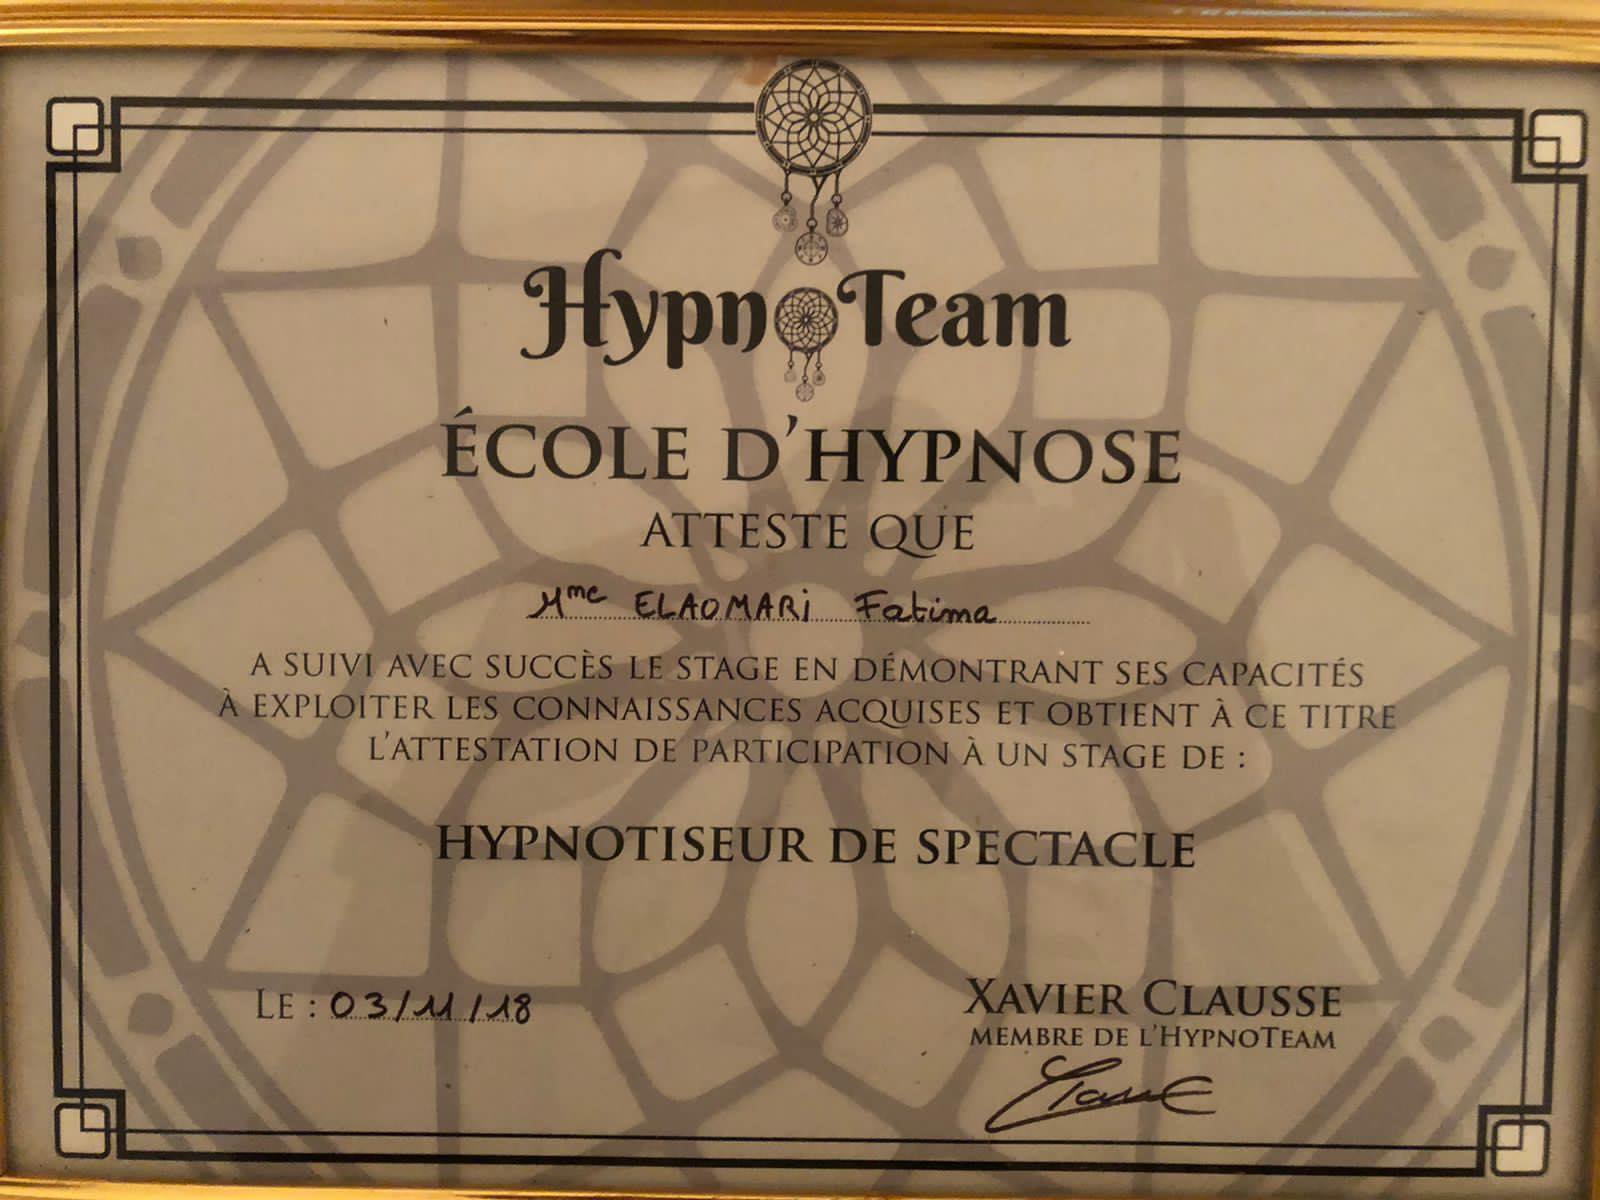 HypnoTeam
ÉCOLE D'HYPNOSE
ATTESTE QUE
Mme ELAOMARI Fatima
A SUIVI AVEC SUCCÈS LE STAGE EN DÉMONTRANT SES CAPACITÉS
À EXPLOITER LES CONNAISSANCES ACQUISES ET OBTIENT À CE TITRE
L'ATTESTATION DE PARTICIPATION À UN STAGE DE :
HYPNOTISEUR DE SPECTACLE
LE : 03/11/18
XAVIER CLAUSSE
MEMBRE DE L'HYPNOTEAM